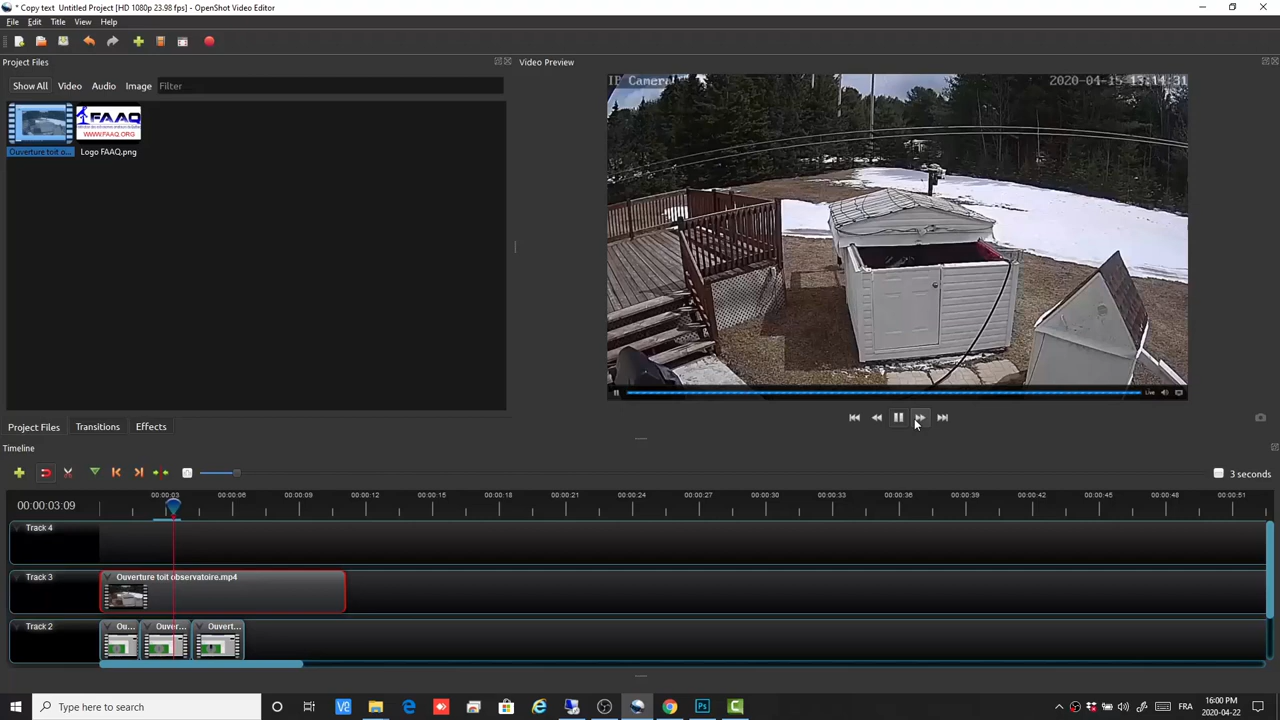 * Copy text  Untitled Project [HD 1080p 23.98 fps] - OpenShot Video Editor
File Edit Title View Help
Project Files
Video Preview
Show All Video Audio Image Filter
IP Camera
2020-04-15 13:14:31
FAAQ
WWW.FAAQ.ORG
Ouverture toit o...
Logo FAAQ.png
Live
Project Files Transitions Effects
Timeline
3 seconds
00:00:03:09
00:00:03 00:00:06 00:00:09 00:00:12 00:00:15 00:00:18 00:00:21 00:00:24 00:00:27 00:00:30 00:00:33 00:00:36 00:00:39 00:00:42 00:00:45 00:00:48 00:00:51
Track 4
Track 3
Ouverture toit observatoire.mp4
Track 2
Ou... Ouver... Ouvert...
Type here to search
FRA
16:00 PM
2020-04-22